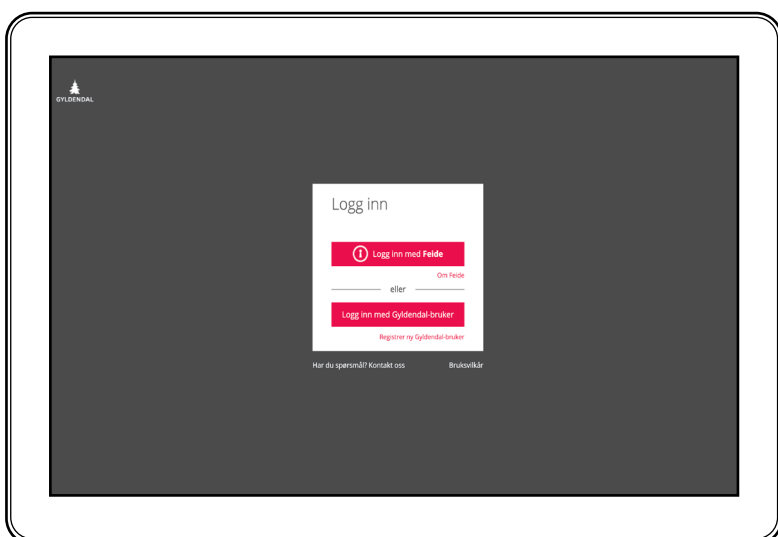 GYLDENDAL
Logg inn
Logg inn med Feide
Om Feide
eller
Logg inn med Gyldendal-bruker
Registrer ny Gyldendal-bruker
Har du spørsmål? Kontakt oss
Bruksvilkår